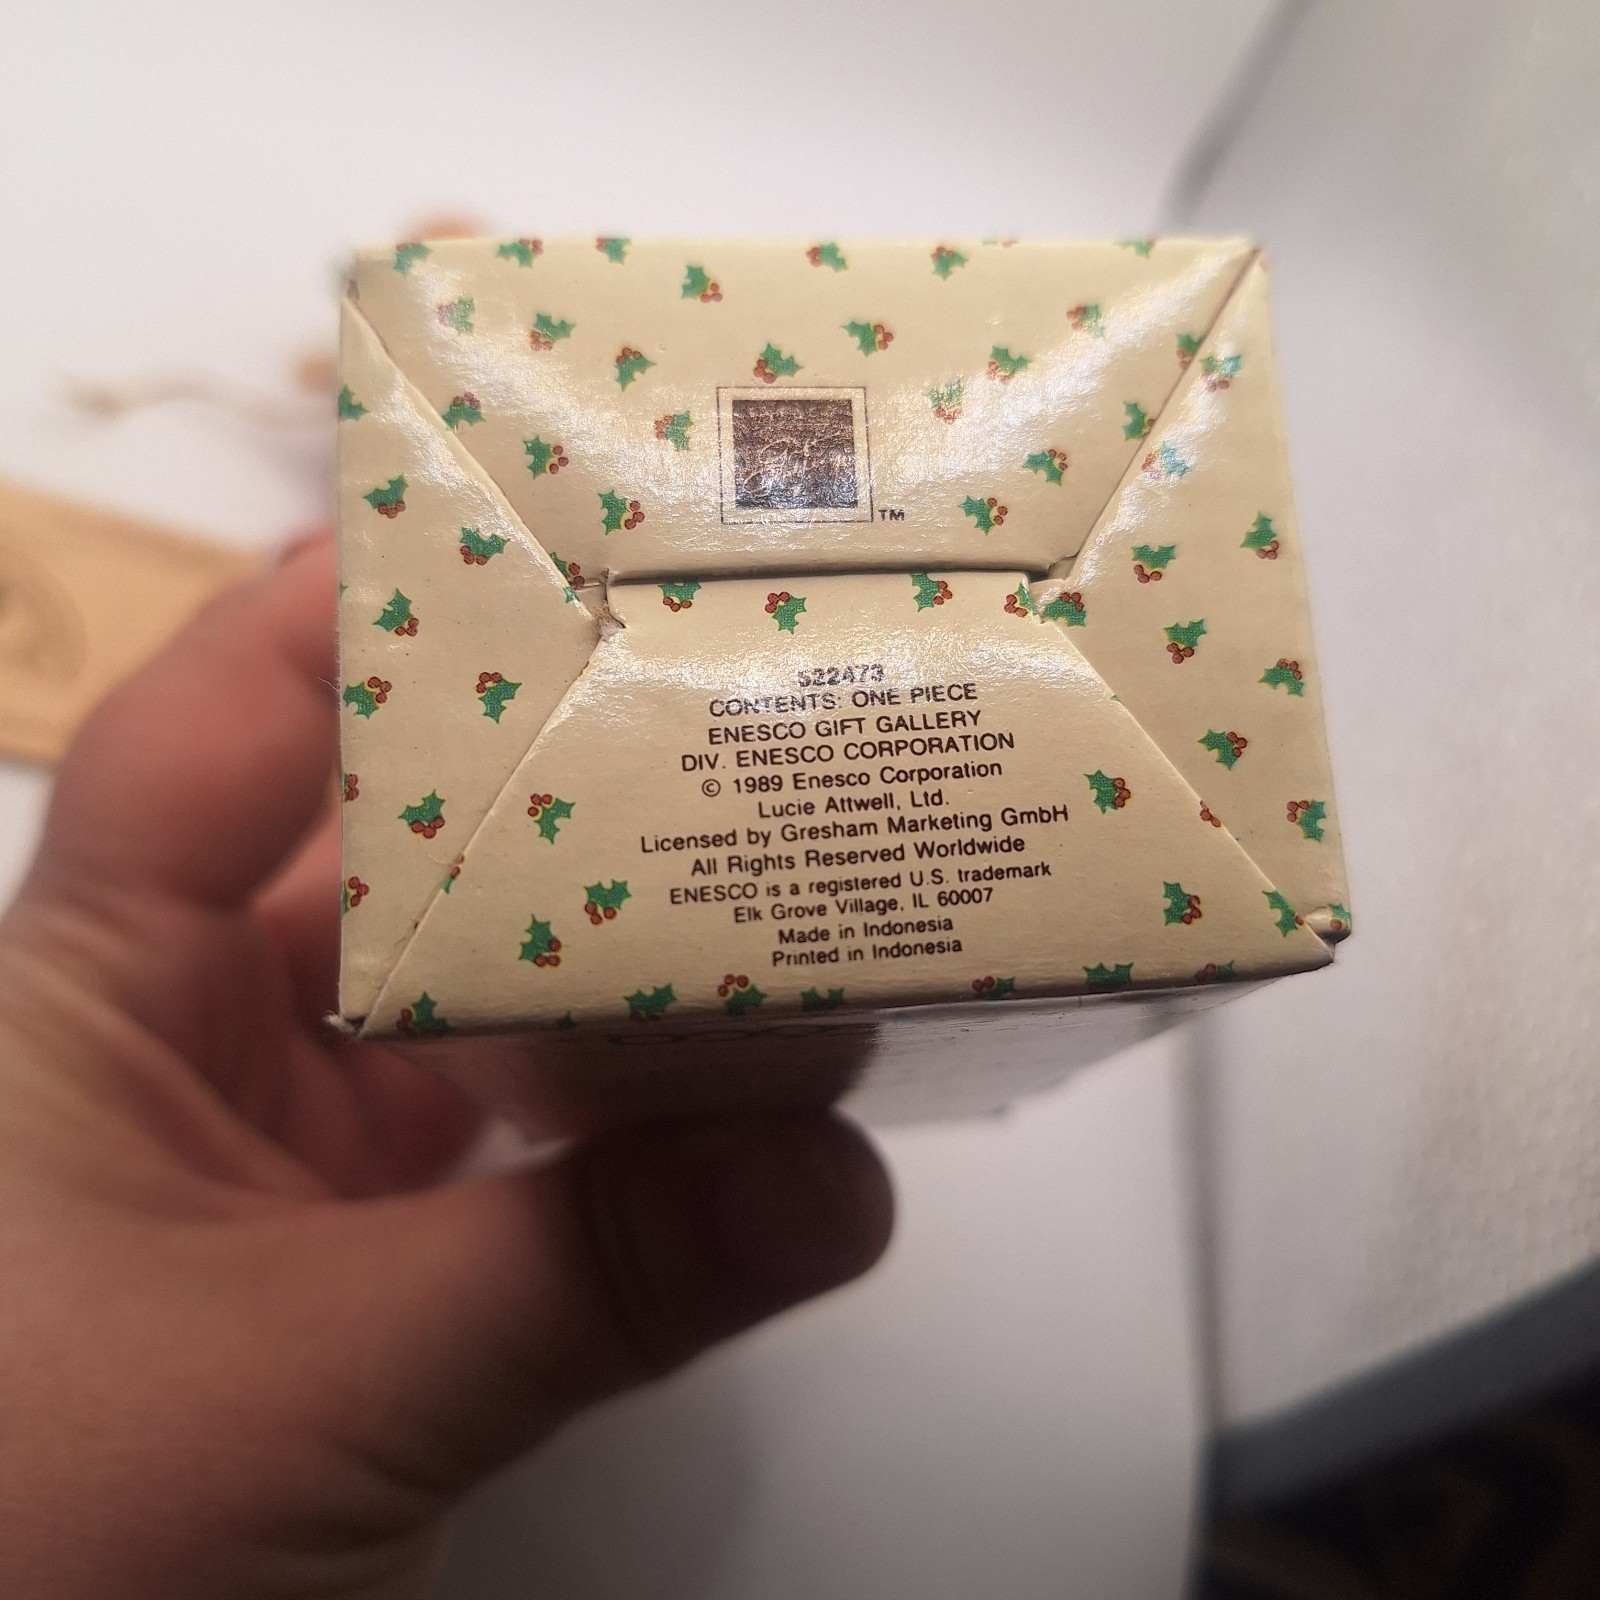 TM
522473
CONTENTS: ONE PIECE
ENESCO GIFT GALLERY
DIV. ENESCO CORPORATION
© 1989 Enesco Corporation
Lucie Attwell, Ltd.
Licensed by Gresham Marketing GmbH
All Rights Reserved Worldwide
ENESCO is a registered U.S. trademark
Elk Grove Village, IL 60007
Made in Indonesia
Printed in Indonesia